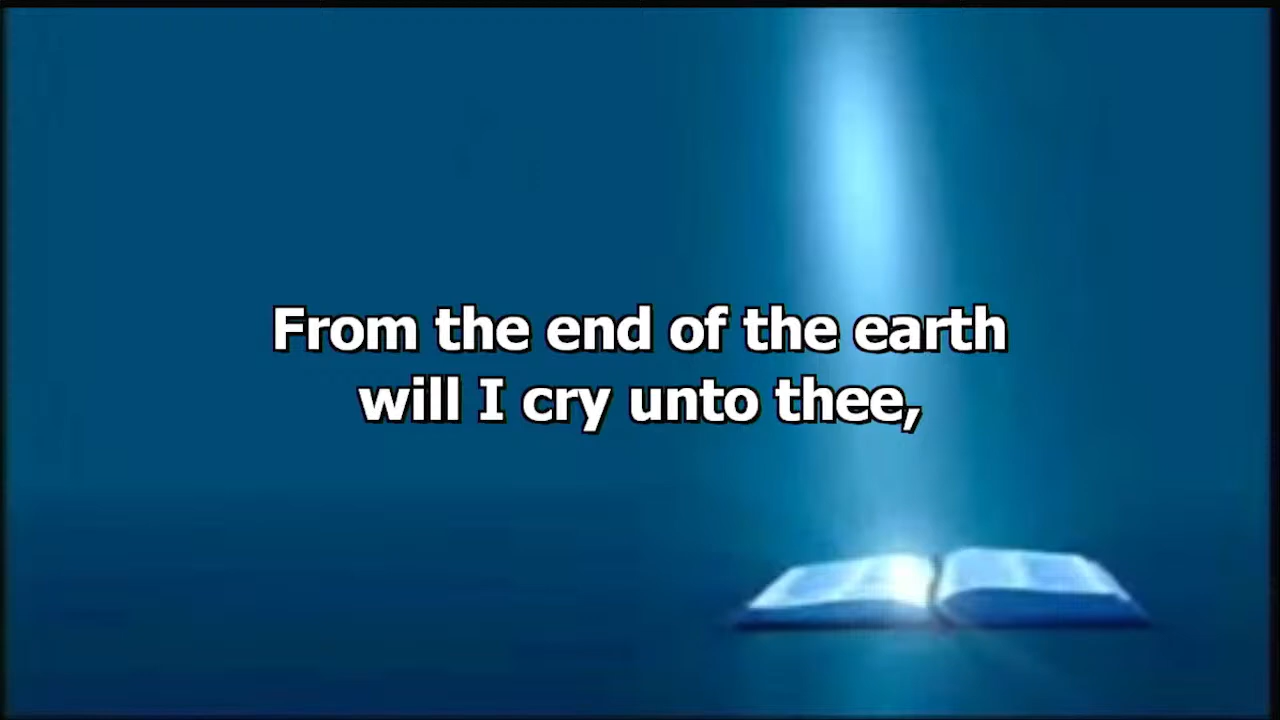 From the end of the earth
will I cry unto thee,